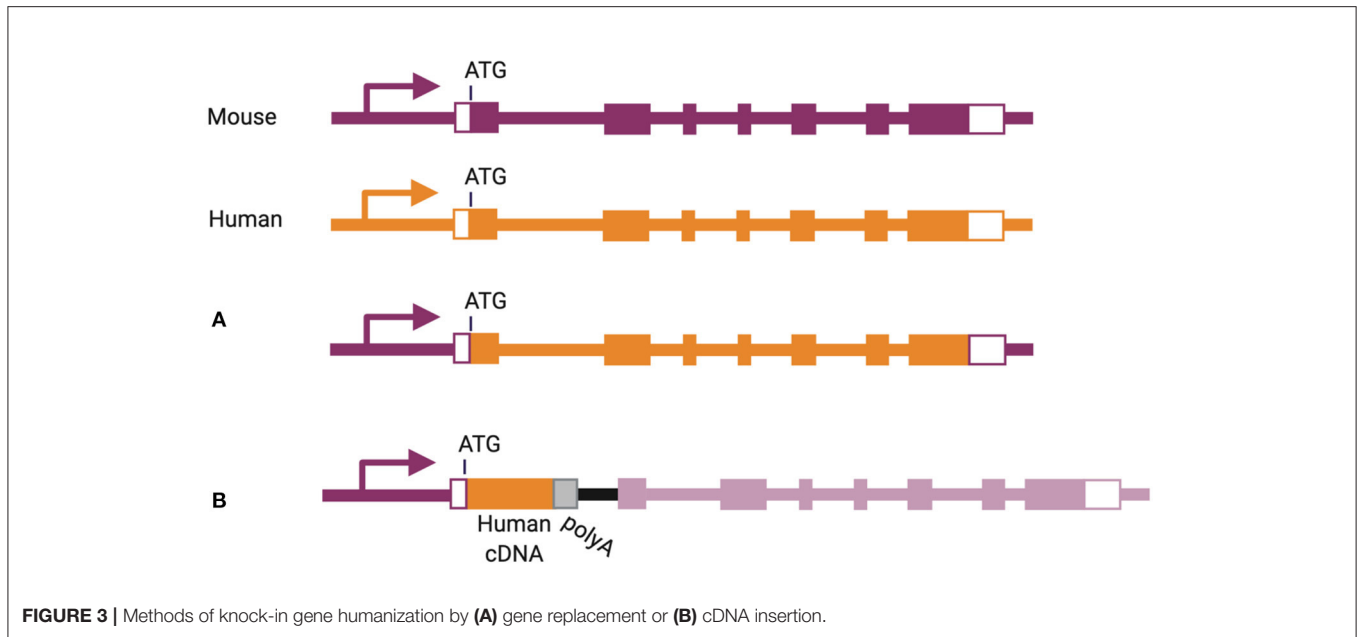 ATG
Mouse
ATG
Human
ATG
A
ATG
B
Human
cDNA
polyA
FIGURE 3 | Methods of knock-in gene humanization by (A) gene replacement or (B) cDNA insertion.